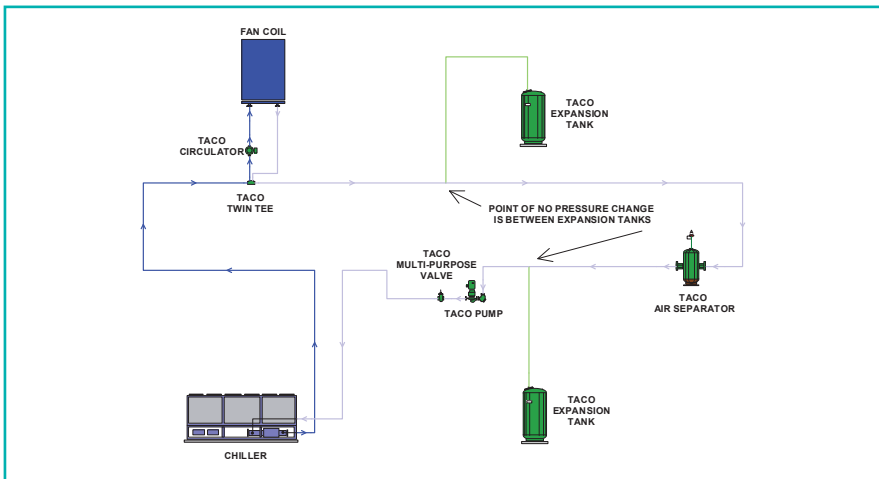 FAN COIL
TACO
EXPANSION
TANK
TACO
CIRCULATOR
TACO
TWIN TEE
POINT OF NO PRESSURE CHANGE
IS BETWEEN EXPANSION TANKS
TACO
MULTI-PURPOSE
VALVE
TACO PUMP
TACO
AIR SEPARATOR
TACO
EXPANSION
TANK
CHILLER